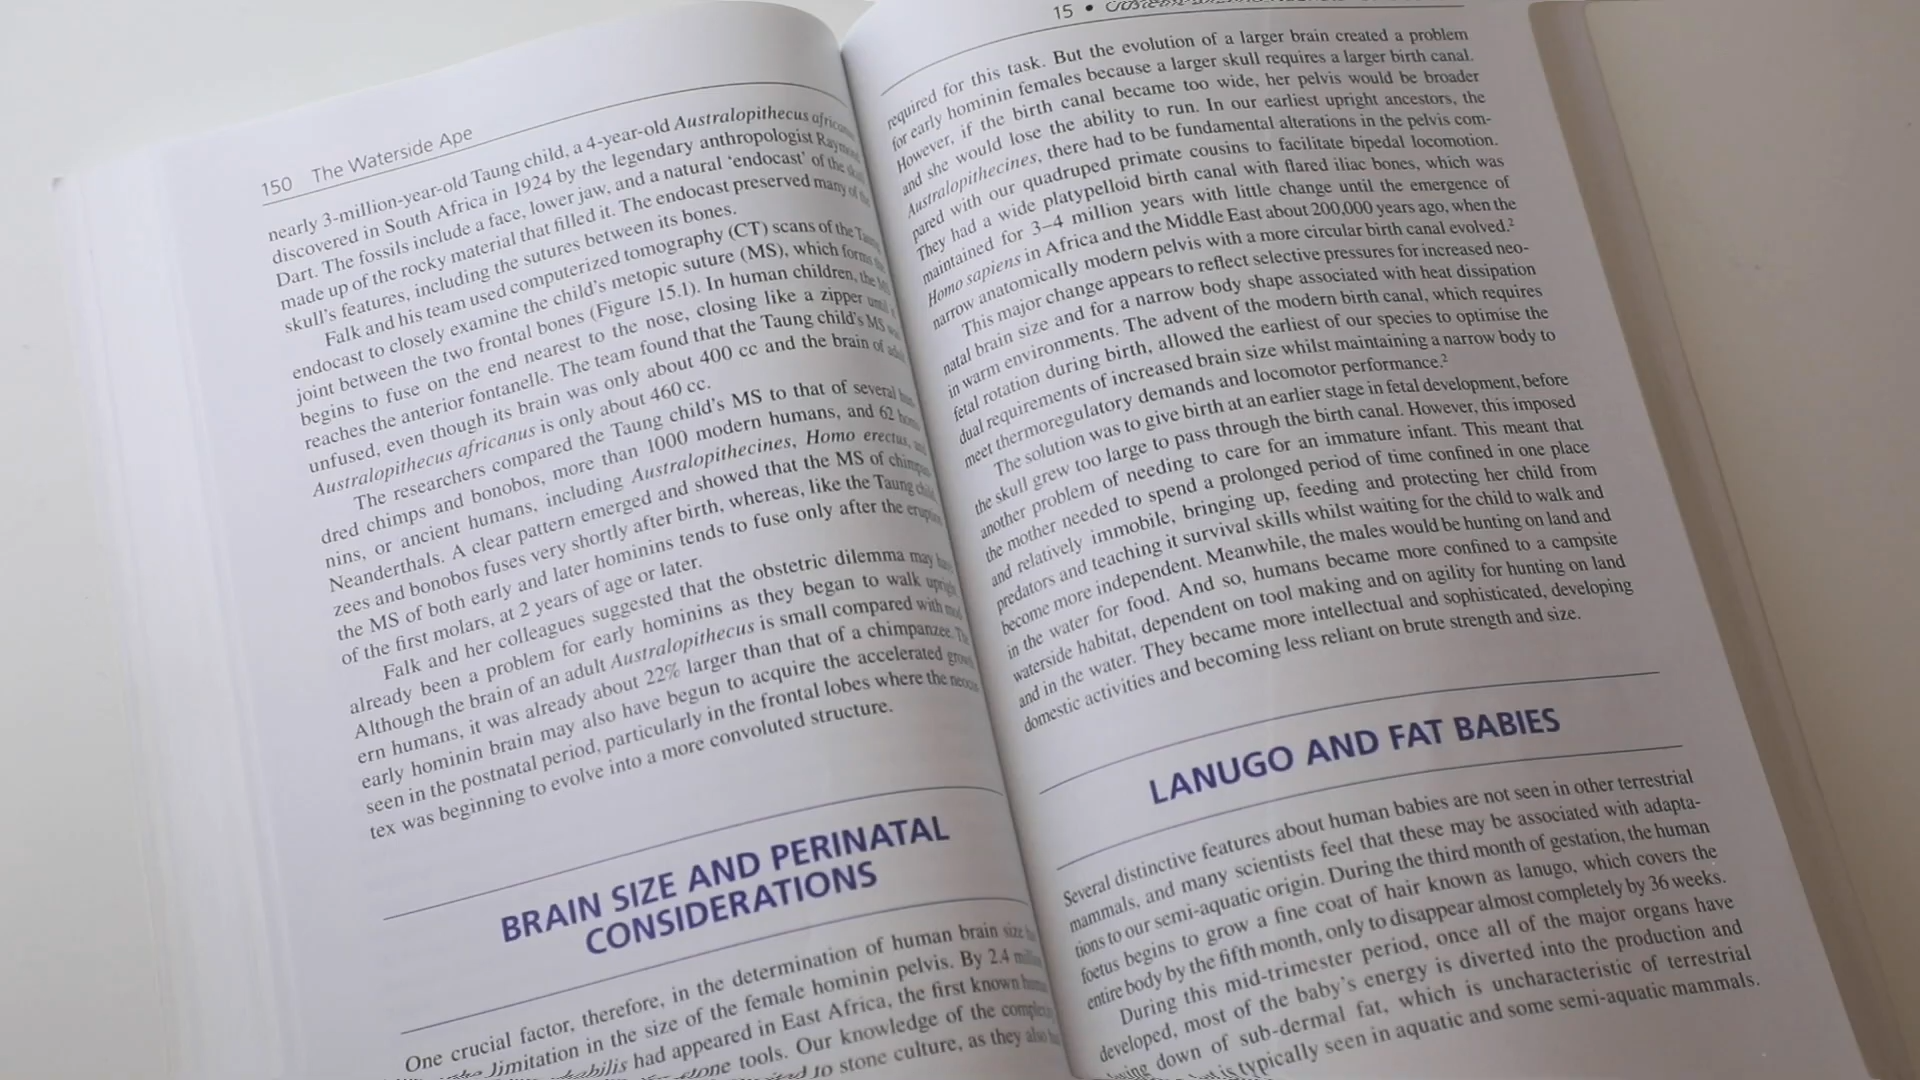 150 The Waterside Ape
nearly 3-million-year-old Taung child, a 4-year-old Australopithecus
discovered in South Africa in 1924 by the legendary anthropologist
Dart. The fossils include a face, lower jaw, and a natural 'endocast' of the
made up of the rocky material that filled it. The endocast preserved many of
skull's features, including the sutures between its bones.
Falk and his team used computerized tomography (CT) scans of the
endocast to closely examine the child's metopic suture (MS), which forms
joint between the two frontal bones (Figure 15.1). In human children, the
begins to fuse on the end nearest to the nose, closing like a zipper
reaches the anterior fontanelle. The team found that the Taung child's MS
unfused, even though its brain was only about 400 cc and the brain of
Australopithecus africanus is only about 460 cc.
The researchers compared the Taung child's MS to that of several
dred chimps and bonobos, more than 1000 modern humans, and 62
nins, or ancient humans, including Australopithecines, Homo erectus,
Neanderthals. A clear pattern emerged and showed that the MS of
zees and bonobos fuses very shortly after birth, whereas, like the Taung
the MS of both early and later hominins tends to fuse only after the
of the first molars, at 2 years of age or later.
Falk and her colleagues suggested that the obstetric dilemma may
already been a problem for early hominins as they began to walk
Although the brain of an adult Australopithecus is small compared with
ern humans, it was already about 22% larger than that of a chimpanzee.
early hominin brain may also have begun to acquire the accelerated
seen in the postnatal period, particularly in the frontal lobes where the
tex was beginning to evolve into a more convoluted structure.
BRAIN SIZE AND PERINATAL
CONSIDERATIONS
One crucial factor, therefore, in the determination of human brain size
limitation in the size of the female hominin pelvis. By 2.4
had appeared in East Africa, the first known
tools. Our knowledge of the
to stone culture, as they also
15 •
required for this task. But the evolution of a larger brain created a problem
for early hominin females because a larger skull requires a larger birth canal.
However, if the birth canal became too wide, her pelvis would be broader
and she would lose the ability to run. In our earliest upright ancestors, the
Australopithecines, there had to be fundamental alterations in the pelvis com-
pared with our quadruped primate cousins to facilitate bipedal locomotion.
They had a wide platypelloid birth canal with flared iliac bones, which was
maintained for 3–4 million years with little change until the emergence of
Homo sapiens in Africa and the Middle East about 200,000 years ago, when the
narrow anatomically modern pelvis with a more circular birth canal evolved.²
This major change appears to reflect selective pressures for increased neo-
natal brain size and for a narrow body shape associated with heat dissipation
in warm environments. The advent of the modern birth canal, which requires
fetal rotation during birth, allowed the earliest of our species to optimise the
dual requirements of increased brain size whilst maintaining a narrow body to
meet thermoregulatory demands and locomotor performance.²
The solution was to give birth at an earlier stage in fetal development, before
the skull grew too large to pass through the birth canal. However, this imposed
another problem of needing to care for an immature infant. This meant that
the mother needed to spend a prolonged period of time confined in one place
and relatively immobile, bringing up, feeding and protecting her child from
predators and teaching it survival skills whilst waiting for the child to walk and
become more independent. Meanwhile, the males would be hunting on land and
in the water for food. And so, humans became more confined to a campsite
waterside habitat, dependent on tool making and on agility for hunting on land
and in the water. They became more intellectual and sophisticated, developing
domestic activities and becoming less reliant on brute strength and size.
LANUGO AND FAT BABIES
Several distinctive features about human babies are not seen in other terrestrial
mammals, and many scientists feel that these may be associated with adapta-
tions to our semi-aquatic origin. During the third month of gestation, the human
foetus begins to grow a fine coat of hair known as lanugo, which covers the
entire body by the fifth month, only to disappear almost completely by 36 weeks.
During this mid-trimester period, once all of the major organs have
developed, most of the baby's energy is diverted into the production and
down of sub-dermal fat, which is uncharacteristic of terrestrial
typically seen in aquatic and some semi-aquatic mammals.